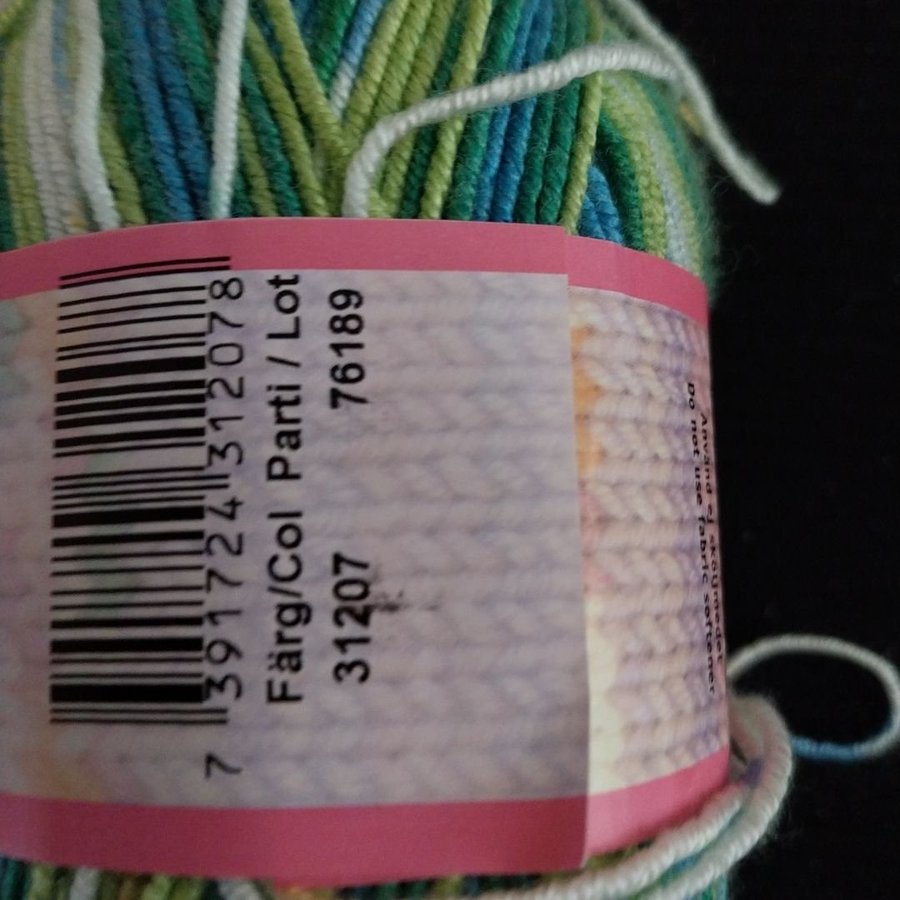 7 391724 312078
Färg/Col Parti / Lot
31207 76189
Använd ej sköljmedel
Do not use fabric softener